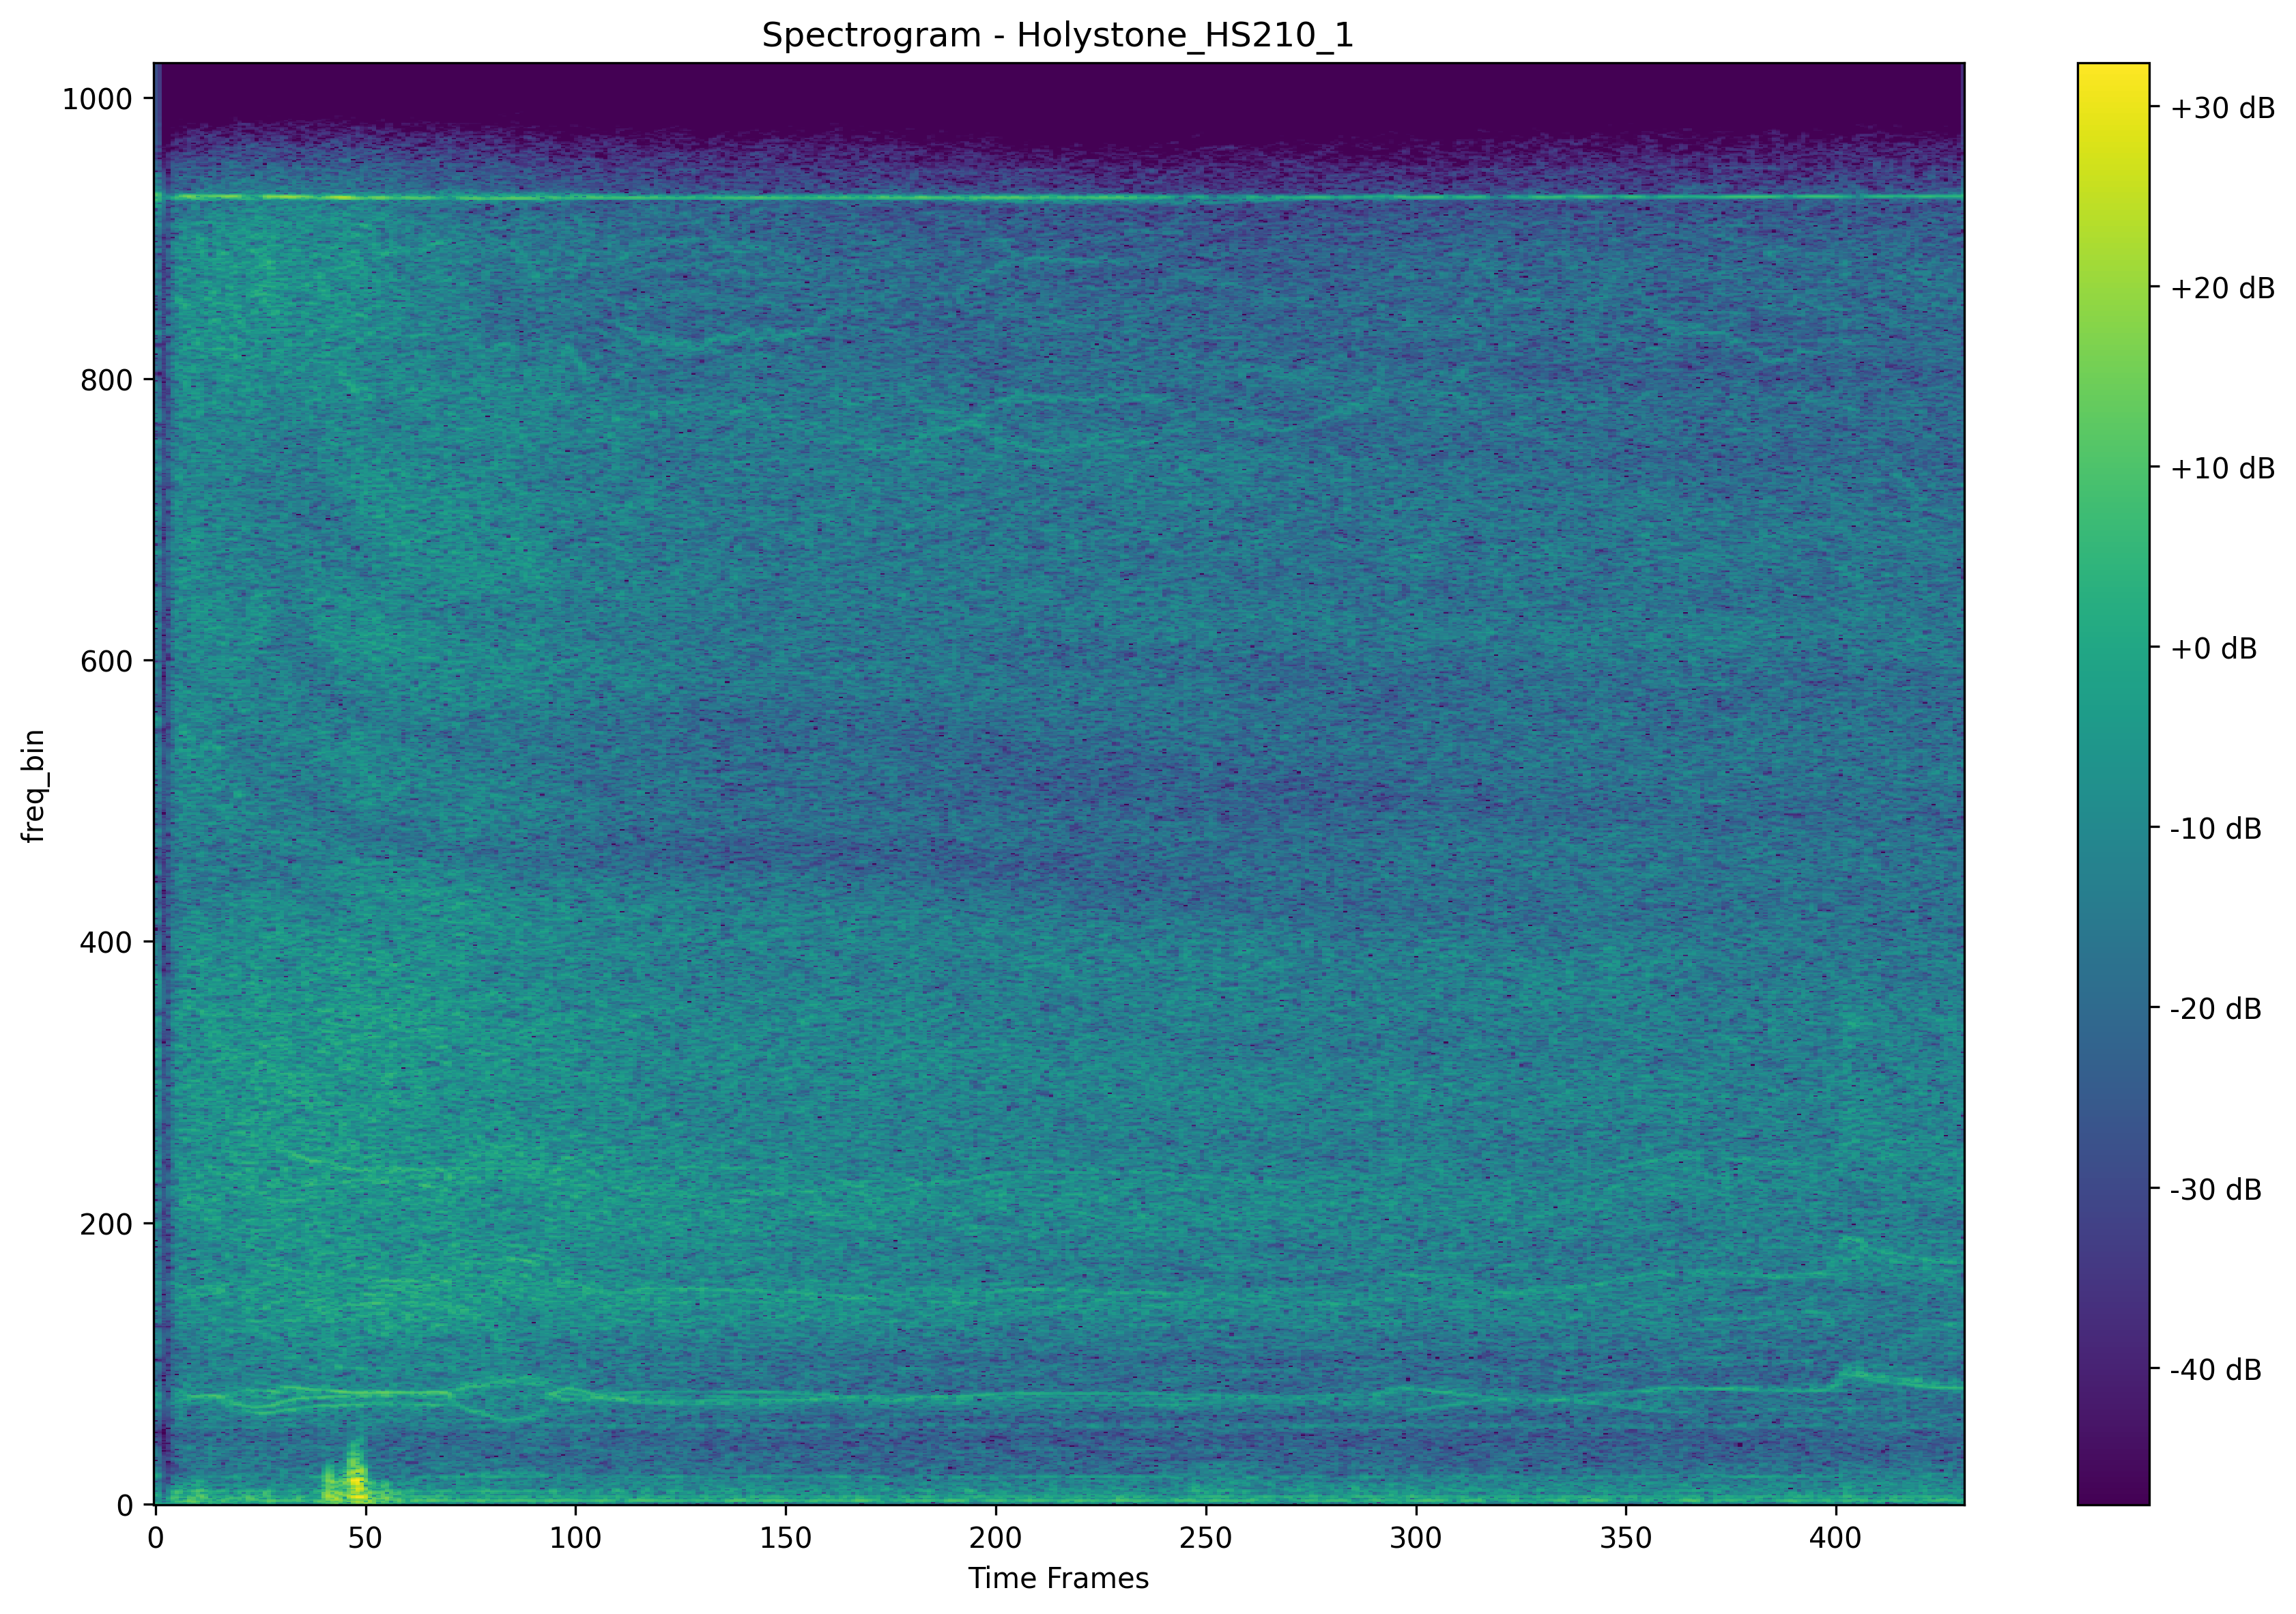 Spectrogram - Holystone_HS210_1
1000
800
600
400
200
0
freq_bin
0 50 100 150 200 250 300 350 400
Time Frames
+30 dB
+20 dB
+10 dB
+0 dB
-10 dB
-20 dB
-30 dB
-40 dB